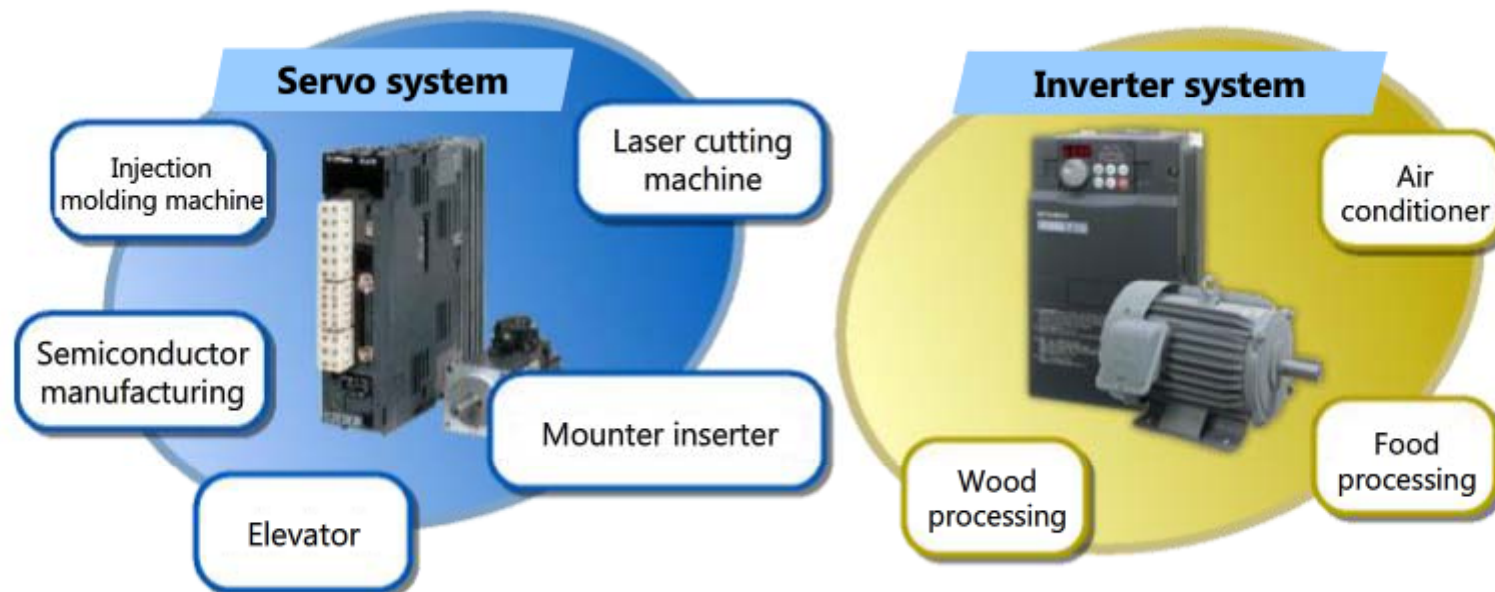 Servo system
Injection
molding machine
Laser cutting
machine
Semiconductor
manufacturing
Mounter inserter
Elevator
Inverter system
Air
conditioner
Food
processing
Wood
processing